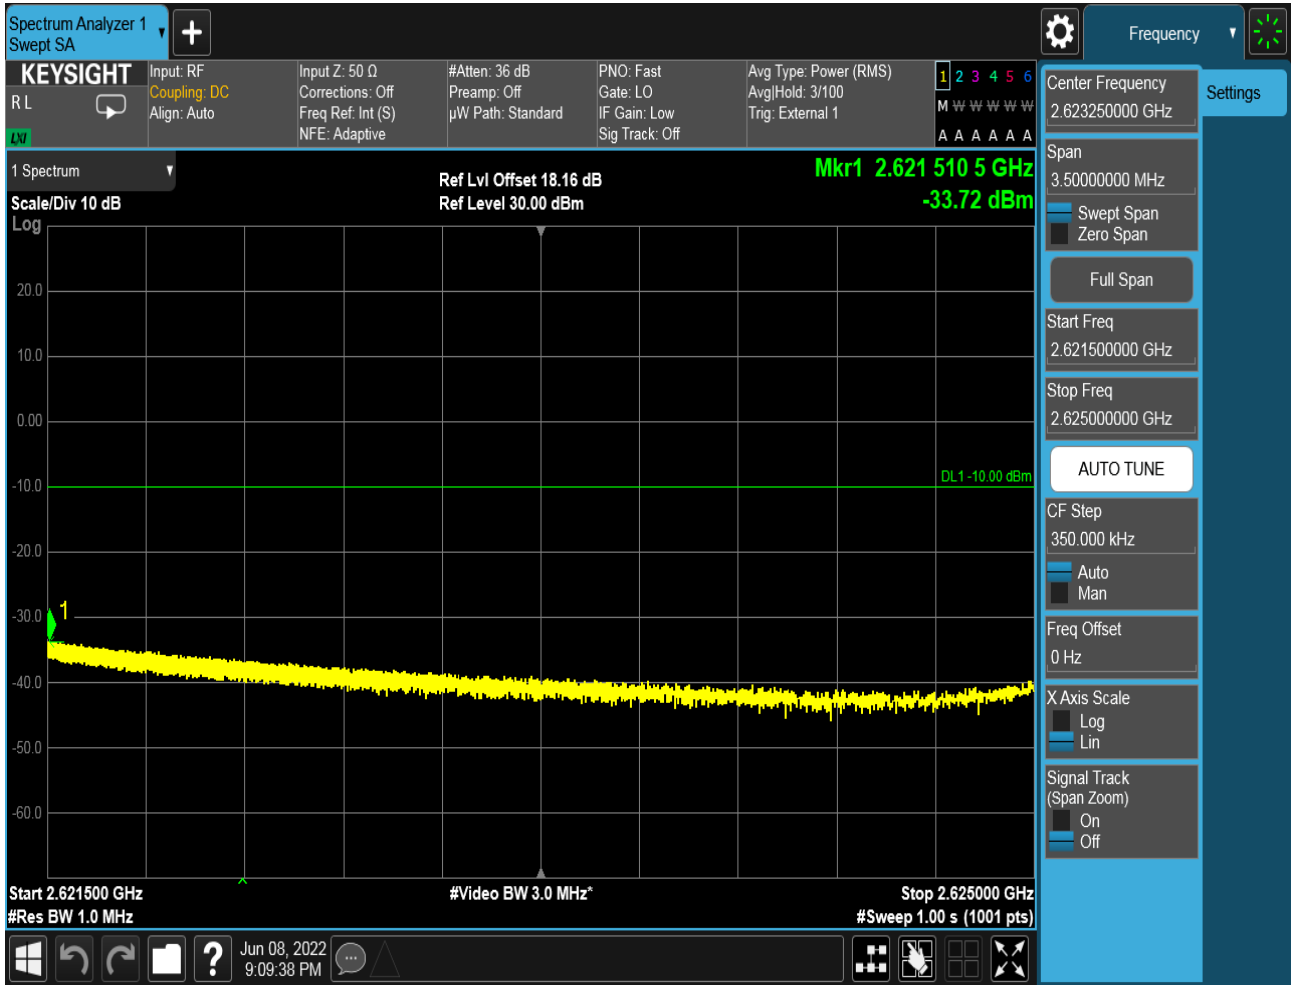 Spectrum Analyzer 1
Swept SA
Frequency
KEYSIGHT
R L
LXI
Input: RF
Coupling: DC
Align: Auto
Input Z: 50 Ω
Corrections: Off
Freq Ref: Int (S)
NFE: Adaptive
#Atten: 36 dB
Preamp: Off
µW Path: Standard
PNO: Fast
Gate: LO
IF Gain: Low
Sig Track: Off
Avg Type: Power (RMS)
Avg|Hold: 3/100
Trig: External 1
1 2 3 4 5 6
M W W W W W
A A A A A A
1 Spectrum
Scale/Div 10 dB
Log
Ref Lvl Offset 18.16 dB
Ref Level 30.00 dBm
Mkr1 2.621 510 5 GHz
-33.72 dBm
20.0
10.0
0.00
-10.0
-20.0
-30.0
-40.0
-50.0
-60.0
DL1 -10.00 dBm
1
Start 2.621500 GHz
#Res BW 1.0 MHz
#Video BW 3.0 MHz*
Stop 2.625000 GHz
#Sweep 1.00 s (1001 pts)
Jun 08, 2022
9:09:38 PM
?
Center Frequency
2.623250000 GHz
Settings
Span
3.50000000 MHz
Swept Span
Zero Span
Full Span
Start Freq
2.621500000 GHz
Stop Freq
2.625000000 GHz
AUTO TUNE
CF Step
350.000 kHz
Auto
Man
Freq Offset
0 Hz
X Axis Scale
Log
Lin
Signal Track
(Span Zoom)
On
Off